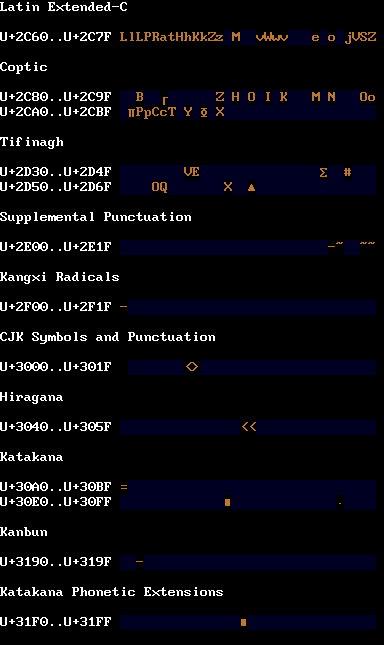 Latin Extended-C
U+2C60..U+2C7F LlLPRatHhKkZz M vWwv e o jVSZ
Coptic
U+2C80..U+2C9F B Γ Z H O I K M N Oo
U+2CA0..U+2CBF πPpCcT Y Φ X
Tifinagh
U+2D30..U+2D4F VE Σ #
U+2D50..U+2D6F OQ X ▲
Supplemental Punctuation
U+2E00..U+2E1F -~ ~~
Kangxi Radicals
U+2F00..U+2F1F -
CJK Symbols and Punctuation
U+3000..U+301F <>
Hiragana
U+3040..U+305F <<
Katakana
U+30A0..U+30BF =
U+30E0..U+30FF ■ ·
Kanbun
U+3190..U+319F -
Katakana Phonetic Extensions
U+31F0..U+31FF ■